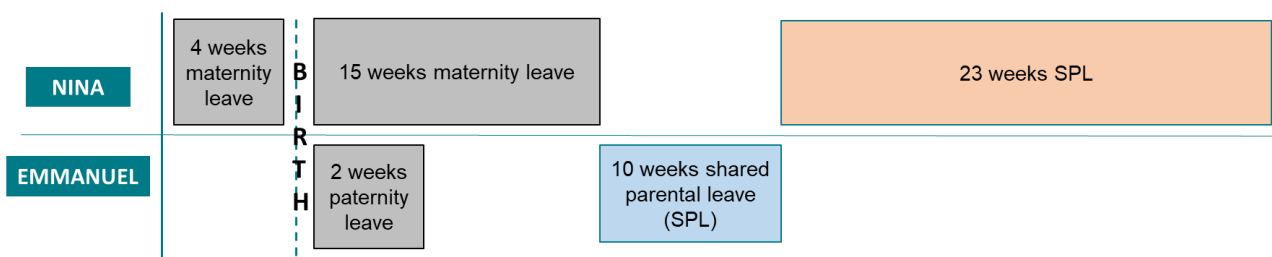 NINA
4 weeks
maternity
leave
BIRTH
15 weeks maternity leave
23 weeks SPL
EMMANUEL
2 weeks
paternity
leave
10 weeks shared
parental leave
(SPL)